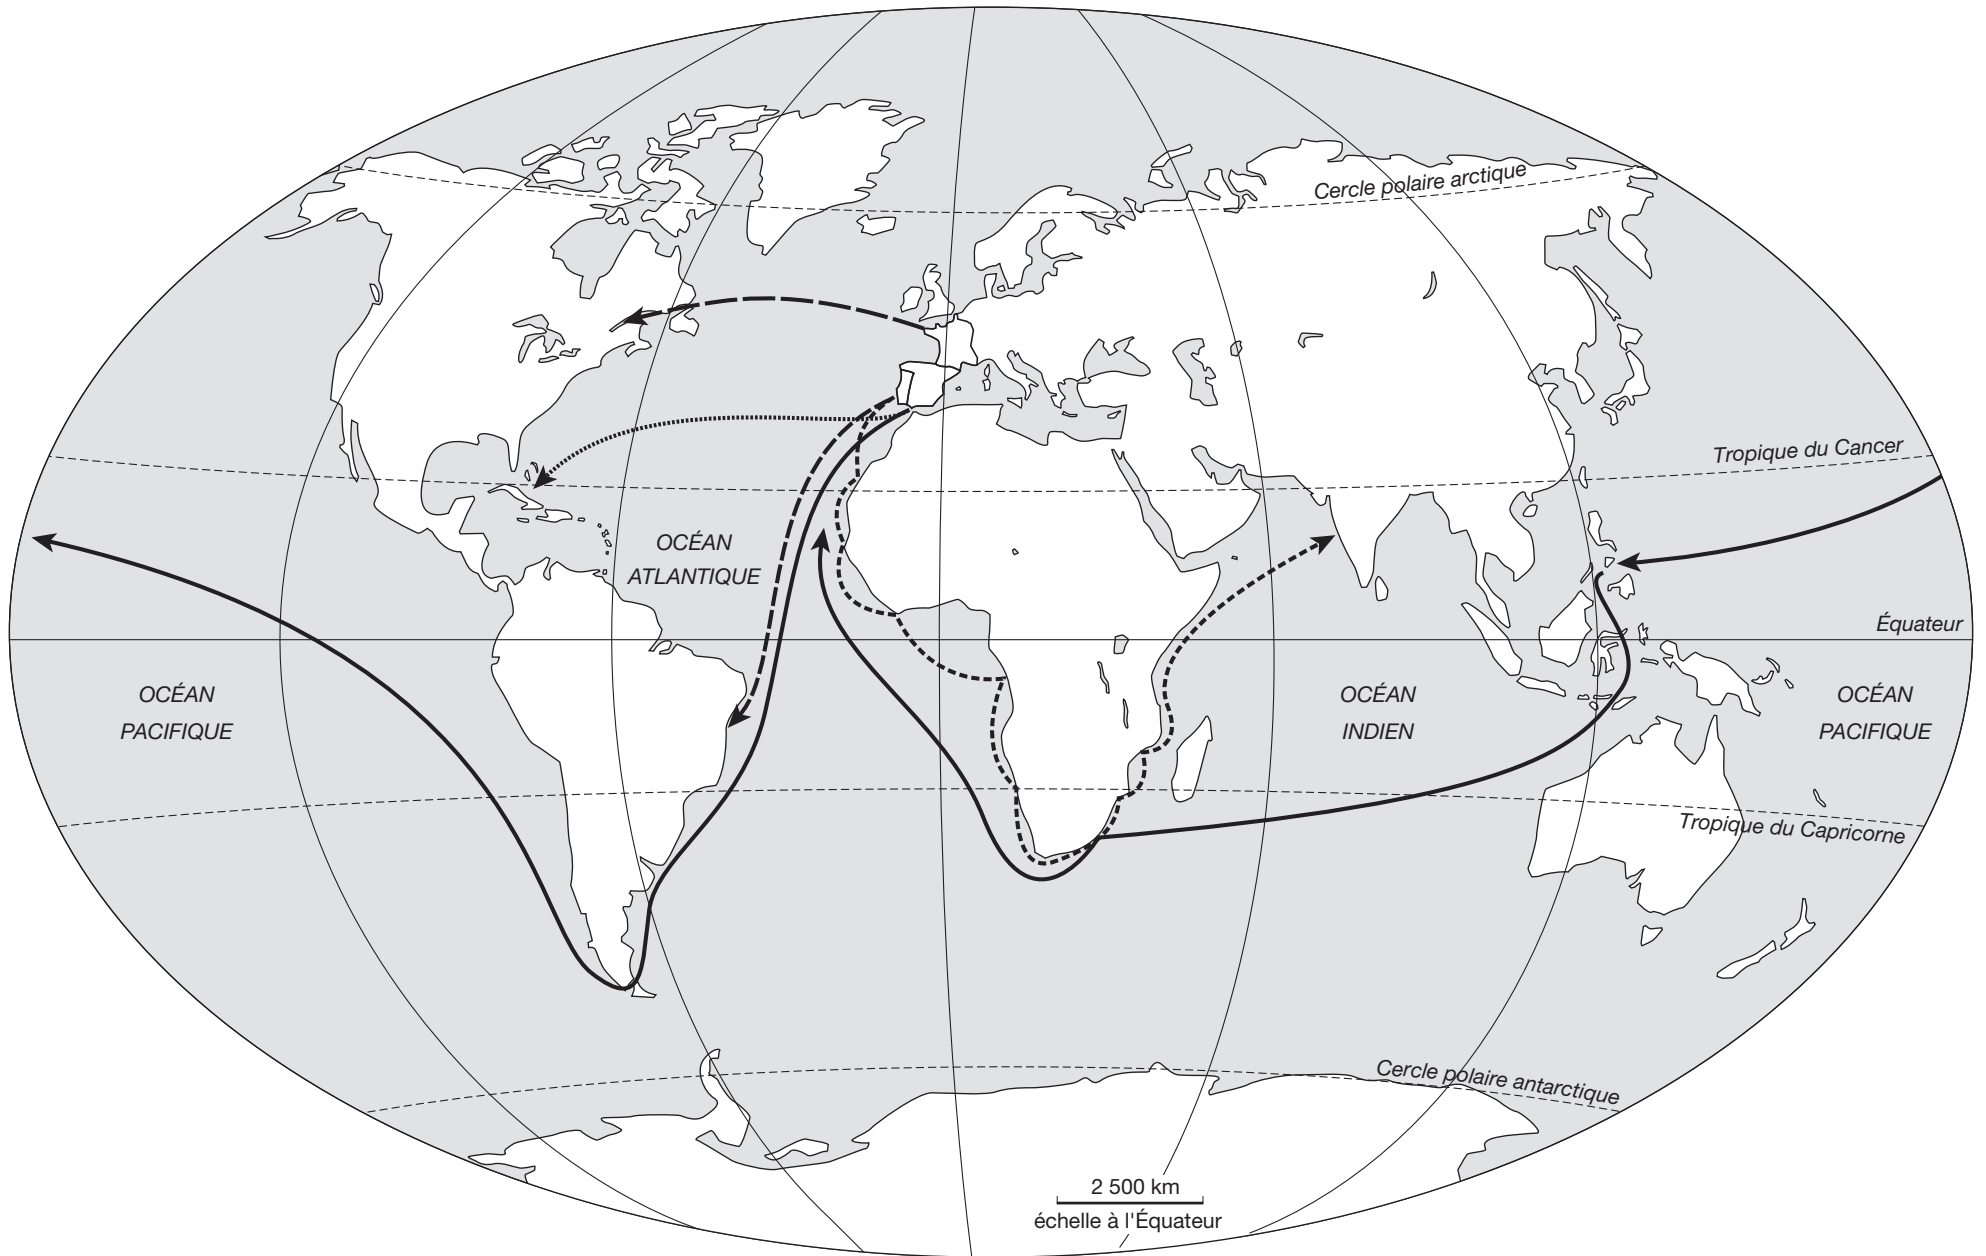 Cercle polaire arctique
Tropique du Cancer
OCÉAN
ATLANTIQUE
Équateur
OCÉAN
PACIFIQUE
OCÉAN
INDIEN
OCÉAN
PACIFIQUE
Tropique du Capricorne
Cercle polaire antarctique
2 500 km
échelle à l'Équateur